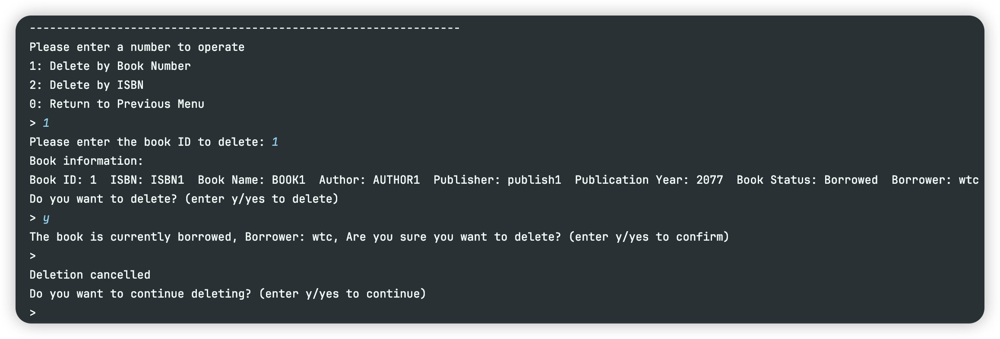 ----------------------------------------------------------------
Please enter a number to operate
1: Delete by Book Number
2: Delete by ISBN
0: Return to Previous Menu
> 1
Please enter the book ID to delete: 1
Book information:
Book ID: 1  ISBN: ISBN1  Book Name: BOOK1  Author: AUTHOR1  Publisher: publish1  Publication Year: 2077  Book Status: Borrowed  Borrower: wtc
Do you want to delete? (enter y/yes to delete)
> y
The book is currently borrowed, Borrower: wtc, Are you sure you want to delete? (enter y/yes to confirm)
>
Deletion cancelled
Do you want to continue deleting? (enter y/yes to continue)
>